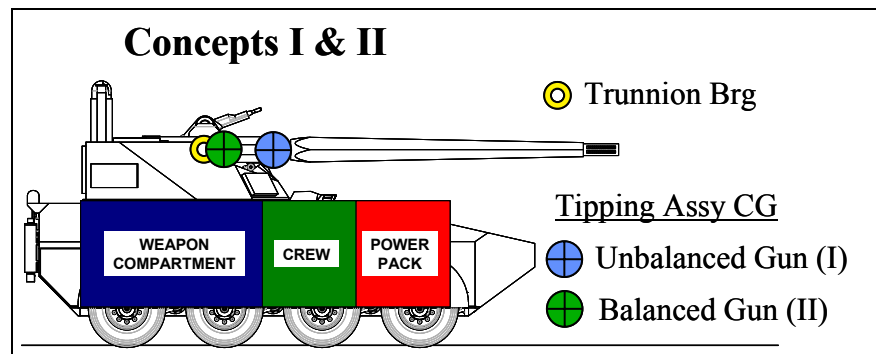 Concepts I & II
Trunnion Brg
WEAPON
COMPARTMENT
CREW
POWER
PACK
Tipping Assy CG
Unbalanced Gun (I)
Balanced Gun (II)